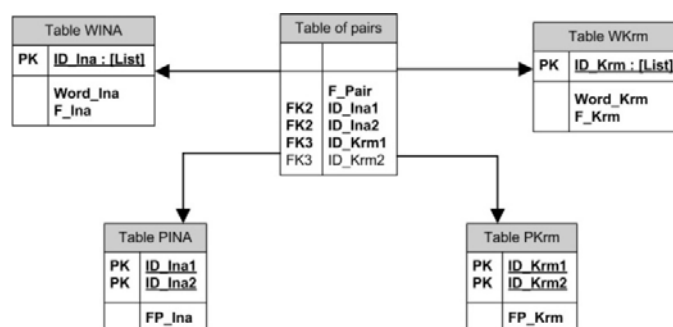 Table WINA
PK ID_Ina : [List]
Word_Ina
F_Ina
Table of pairs
F_Pair
FK2 ID_Ina1
FK2 ID_Ina2
FK3 ID_Krm1
FK3 ID_Krm2
Table WKrm
PK ID_Krm : [List]
Word_Krm
F_Krm
Table PINA
PK ID_Ina1
PK ID_Ina2
FP_Ina
Table PKrm
PK ID_Krm1
PK ID_Krm2
FP_Krm